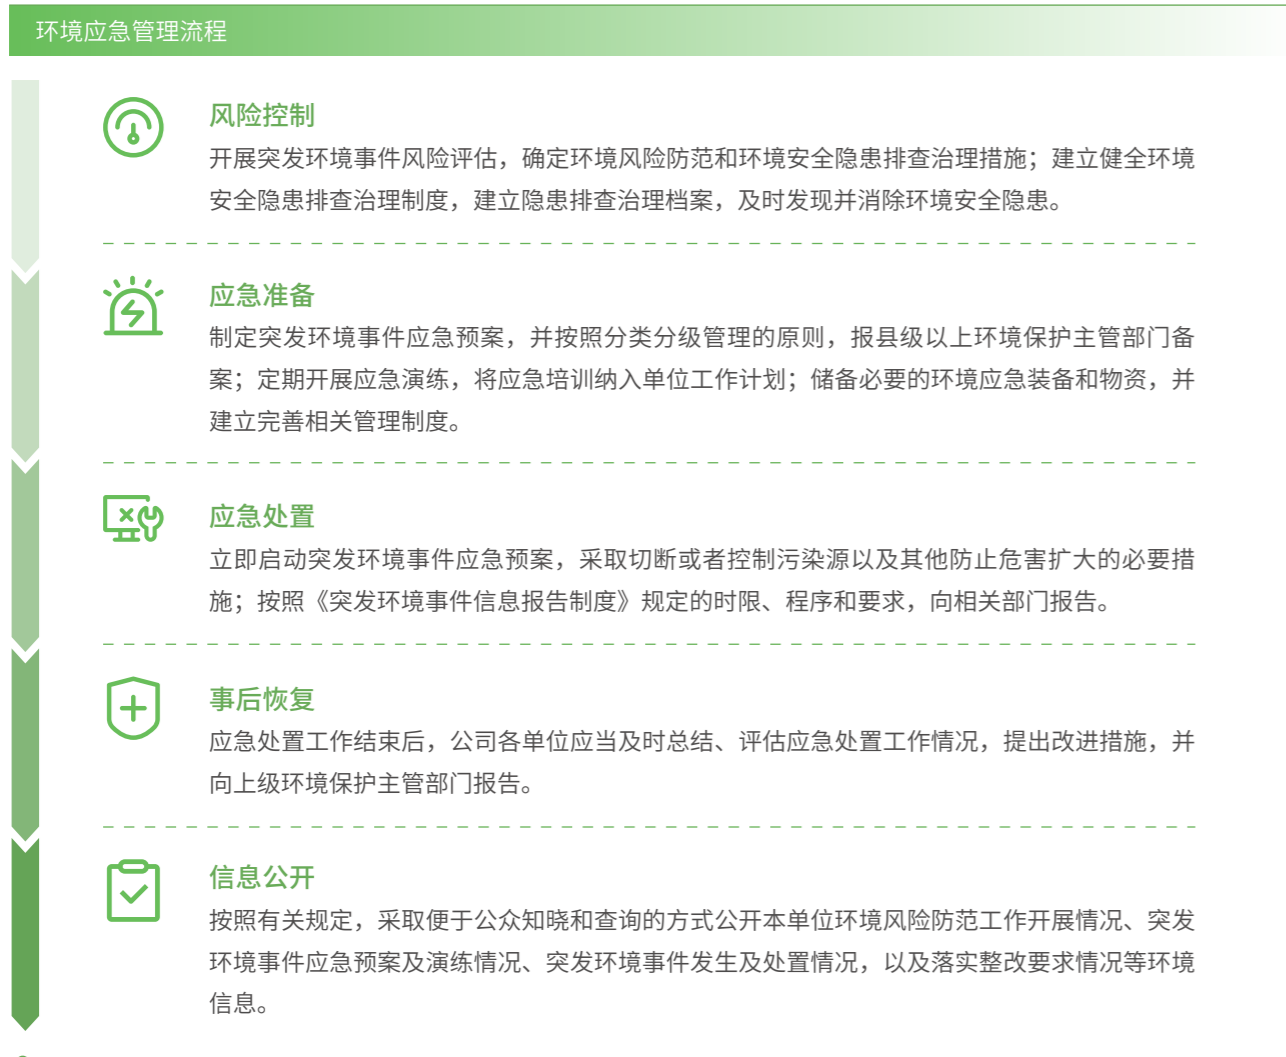 环境应急管理流程
风险控制
开展突发环境事件风险评估，确定环境风险防范和环境安全隐患排查治理措施；建立健全环境
安全隐患排查治理制度，建立隐患排查治理档案，及时发现并消除环境安全隐患。
应急准备
制定突发环境事件应急预案，并按照分类分级管理的原则，报县级以上环境保护主管部门备
案；定期开展应急演练，将应急培训纳入单位工作计划；储备必要的环境应急装备和物资，并
建立完善相关管理制度。
应急处置
立即启动突发环境事件应急预案，采取切断或者控制污染源以及其他防止危害扩大的必要措
施；按照《突发环境事件信息报告制度》规定的时限、程序和要求，向相关部门报告。
事后恢复
应急处置工作结束后，公司各单位应当及时总结、评估应急处置工作情况，提出改进措施，并
向上级环境保护主管部门报告。
信息公开
按照有关规定，采取便于公众知晓和查询的方式公开本单位环境风险防范工作开展情况、突发
环境事件应急预案及演练情况、突发环境事件发生及处置情况，以及落实整改要求情况等环境
信息。